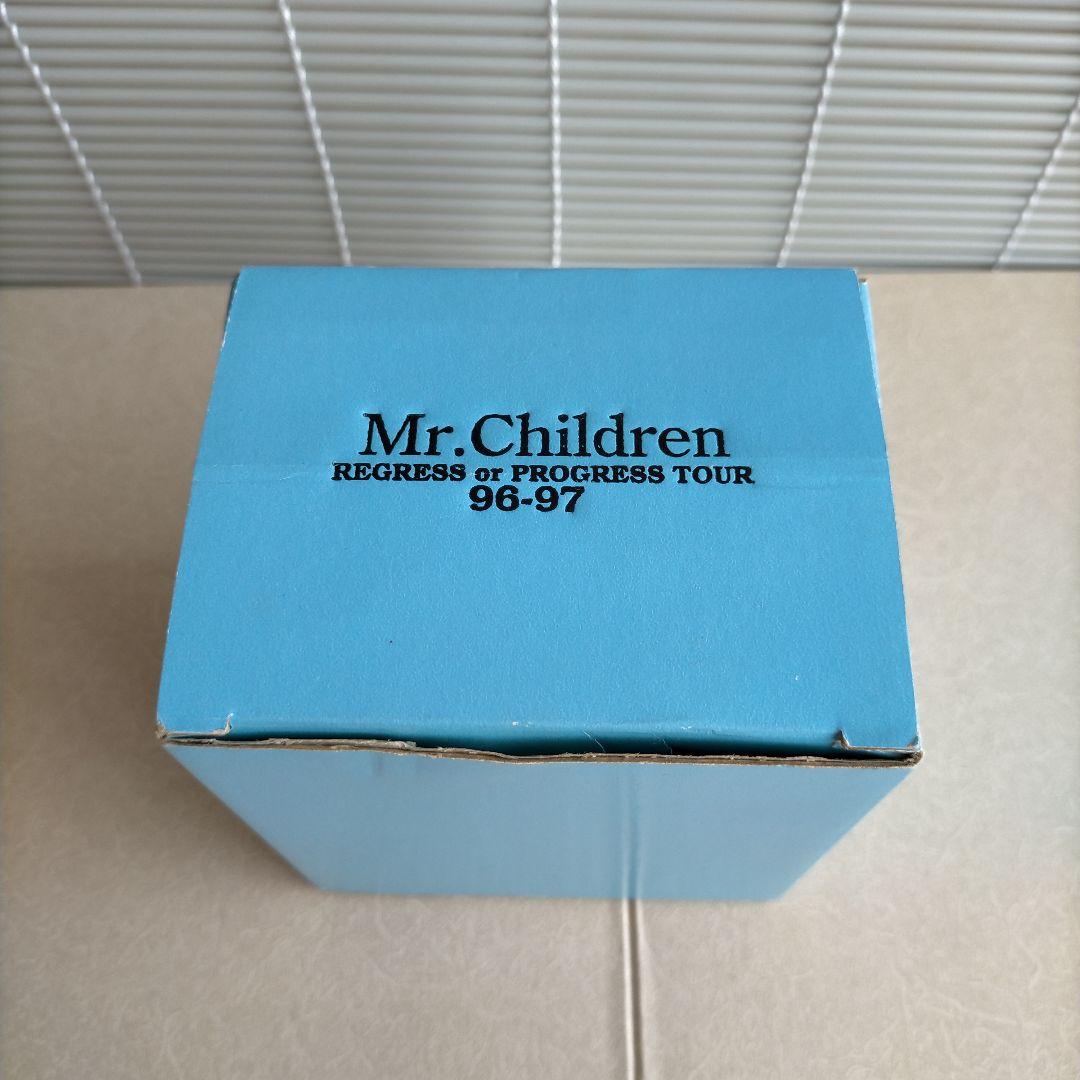 Mr.Children
REGRESS or PROGRESS TOUR
96-97